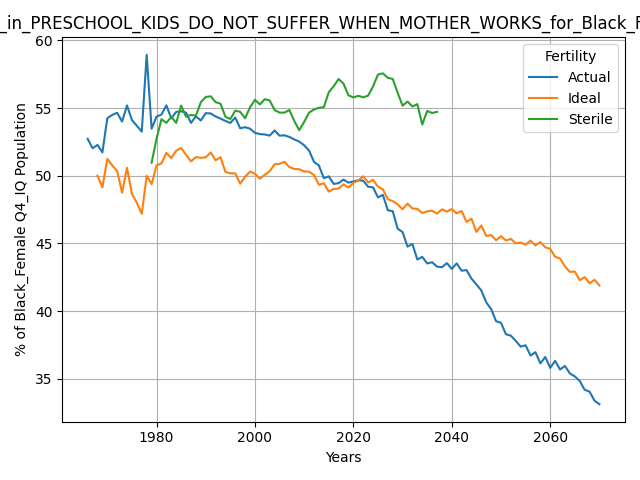 _in_PRESCHOOL_KIDS_DO_NOT_SUFFER_WHEN_MOTHER_WORKS_for_Black_F
60
55
50
45
40
35
% of Black_Female Q4_IQ Population
Fertility
Actual
Ideal
Sterile
1980
2000
2020
2040
2060
Years